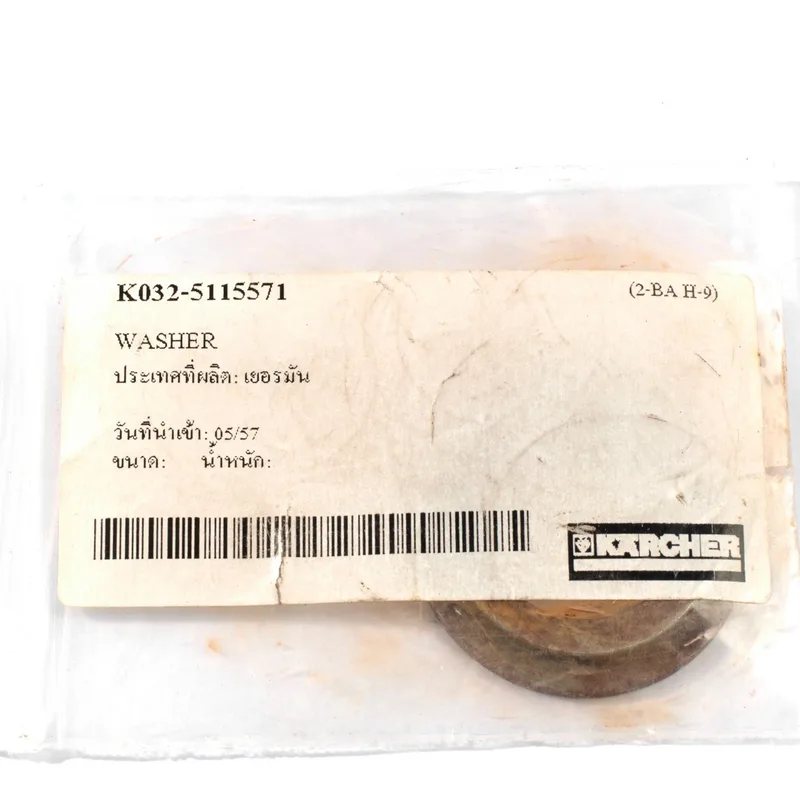 K032-5115571 (2-BA H-9)
WASHER
ประเทศที่ผลิต: เยอรมัน
วันที่นำเข้า: 05/57
ขนาด: น้ำหนัก:
KÄRCHER